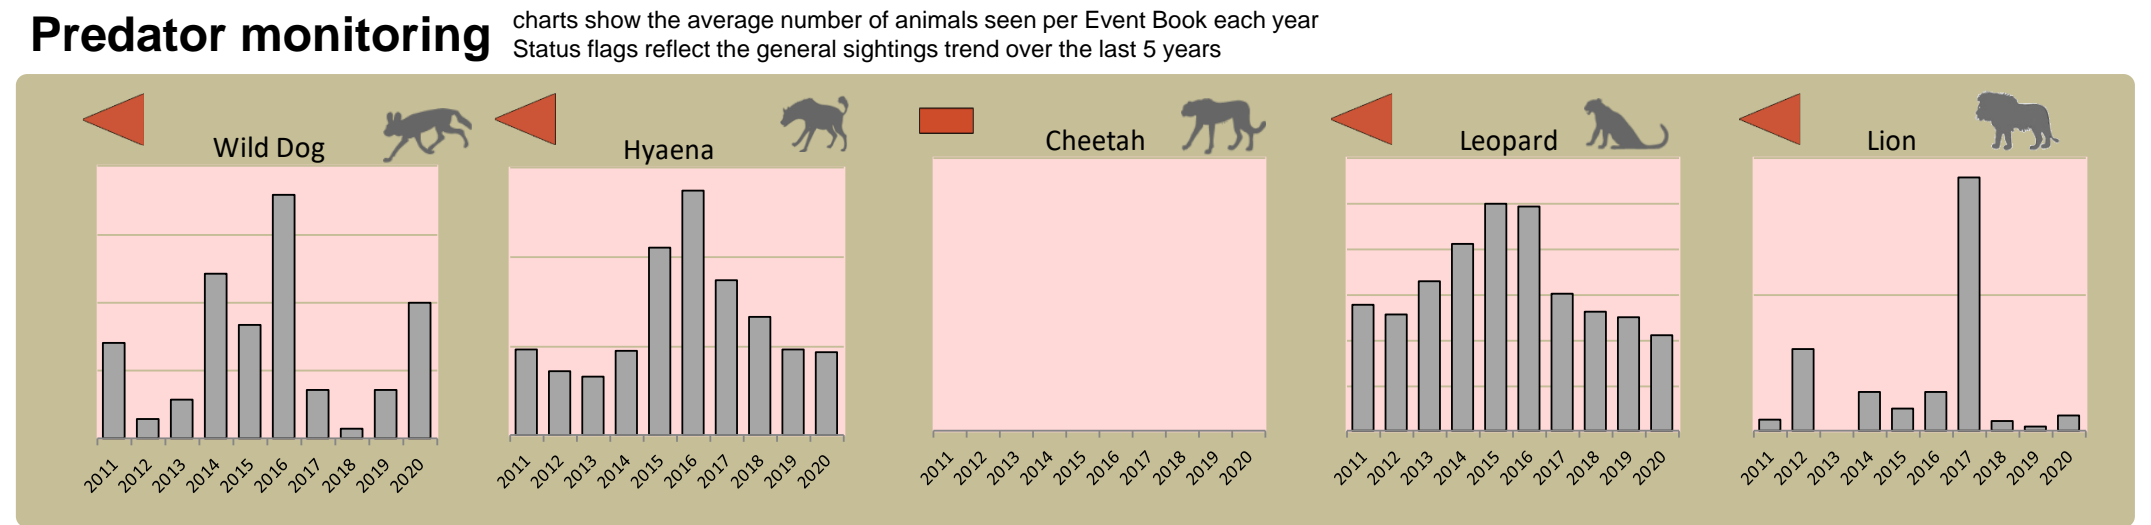 Predator monitoring
charts show the average number of animals seen per Event Book each year
Status flags reflect the general sightings trend over the last 5 years
Wild Dog
2011 2012 2013 2014 2015 2016 2017 2018 2019 2020
Hyaena
2011 2012 2013 2014 2015 2016 2017 2018 2019 2020
Cheetah
2011 2012 2013 2014 2015 2016 2017 2018 2019 2020
Leopard
2011 2012 2013 2014 2015 2016 2017 2018 2019 2020
Lion
2011 2012 2013 2014 2015 2016 2017 2018 2019 2020